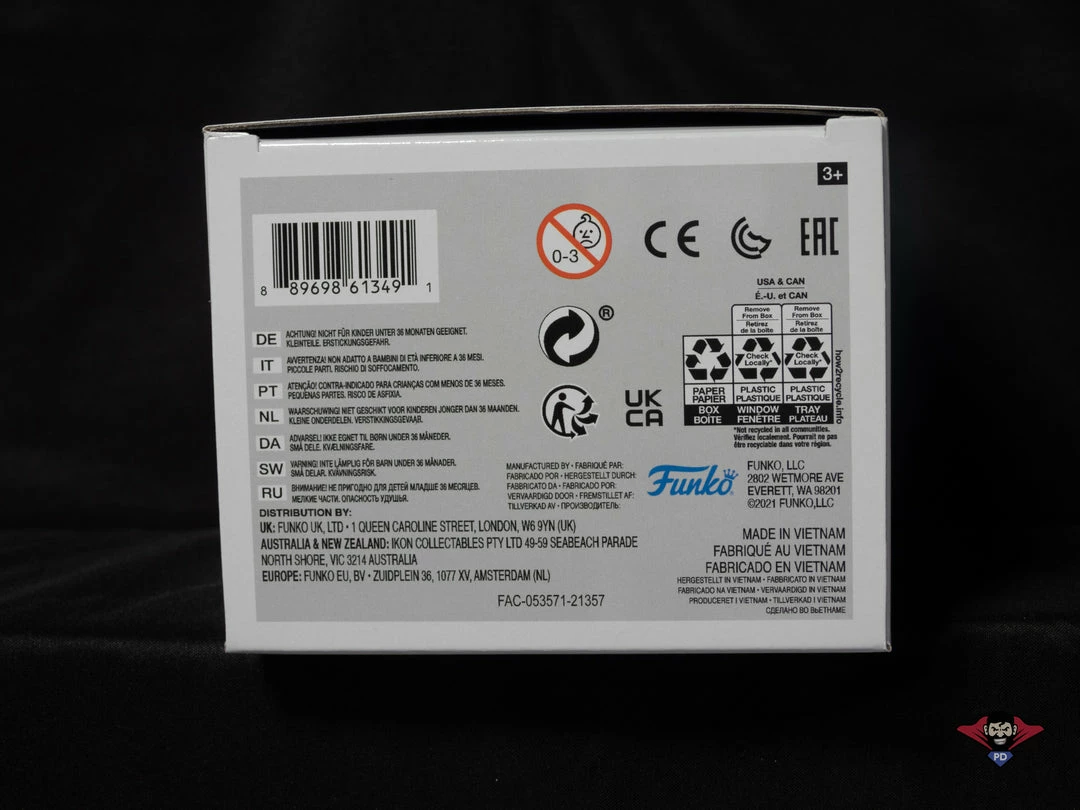 3+
8 89698 61349 1
0-3
CE
EAC
®
UK
CA
USA & CAN
É.-U. et CAN
Remove From Box
Retirez de la boîte
Remove From Box
Retirez de la boîte
Check Locally*
Check Locally*
PAPER
PAPIER
PLASTIC
PLASTIQUE
PLASTIC
PLASTIQUE
BOX
BOÎTE
WINDOW
FENÊTRE
TRAY
PLATEAU
how2recycle.info
*Not recycled in all communities.
Vérifiez localement. Pourrait ne pas
être recyclable dans votre région.
DE ACHTUNG! NICHT FÜR KINDER UNTER 36 MONATEN GEEIGNET.
KLEINTEILE. ERSTICKUNGSGEFAHR.
IT AVVERTENZA! NON ADATTO A BAMBINI DI ETÀ INFERIORE A 36 MESI.
PICCOLE PARTI. RISCHIO DI SOFFOCAMENTO.
PT ATENÇÃO! CONTRA-INDICADO PARA CRIANÇAS COM MENOS DE 36 MESES.
PEQUENAS PARTES. RISCO DE ASFIXIA.
NL WAARSCHUWING! NIET GESCHIKT VOOR KINDEREN JONGER DAN 36 MAANDEN.
KLEINE ONDERDELEN. VERSTIKKINGSGEVAAR.
DA ADVARSEL! IKKE EGNET TIL BØRN UNDER 36 MÅNEDER.
SMÅ DELE. KVÆLNINGSFARE.
SW VARNING! INTE LÄMPLIG FÖR BARN UNDER 36 MÅNADER.
SMÅ DELAR. KVÄVNINGSRISK.
RU ВНИМАНИЕ! НЕ ПРИГОДНО ДЛЯ ДЕТЕЙ МЛАДШЕ 36 МЕСЯЦЕВ.
МЕЛКИЕ ЧАСТИ. ОПАСНОСТЬ УДУШЬЯ.
MANUFACTURED BY • FABRIQUÉ PAR:
FABRICADO POR • HERGESTELLT DURCH:
FABBRICATO DA • FABRICADO POR:
VERVAARDIGD DOOR • FREMSTILLET AF:
TILLVERKAD AV • ПРОИЗВОДИТЕЛЬ:
Funko
FUNKO, LLC
2802 WETMORE AVE
EVERETT, WA 98201
©2021 FUNKO,LLC
DISTRIBUTION BY:
UK: FUNKO UK, LTD • 1 QUEEN CAROLINE STREET, LONDON, W6 9YN (UK)
AUSTRALIA & NEW ZEALAND: IKON COLLECTABLES PTY LTD 49-59 SEABEACH PARADE
NORTH SHORE, VIC 3214 AUSTRALIA
EUROPE: FUNKO EU, BV • ZUIDPLEIN 36, 1077 XV, AMSTERDAM (NL)
FAC-053571-21357
MADE IN VIETNAM
FABRIQUÉ AU VIETNAM
FABRICADO EN VIETNAM
HERGESTELLT IN VIETNAM • FABBRICATO IN VIETNAM
FABRICADO NA VIETNAM • VERVAARDIGD IN VIETNAM
PRODUCERET I VIETNAM • TILLVERKAD I VIETNAM
СДЕЛАНО ВО ВЬЕТНАМЕ
PD